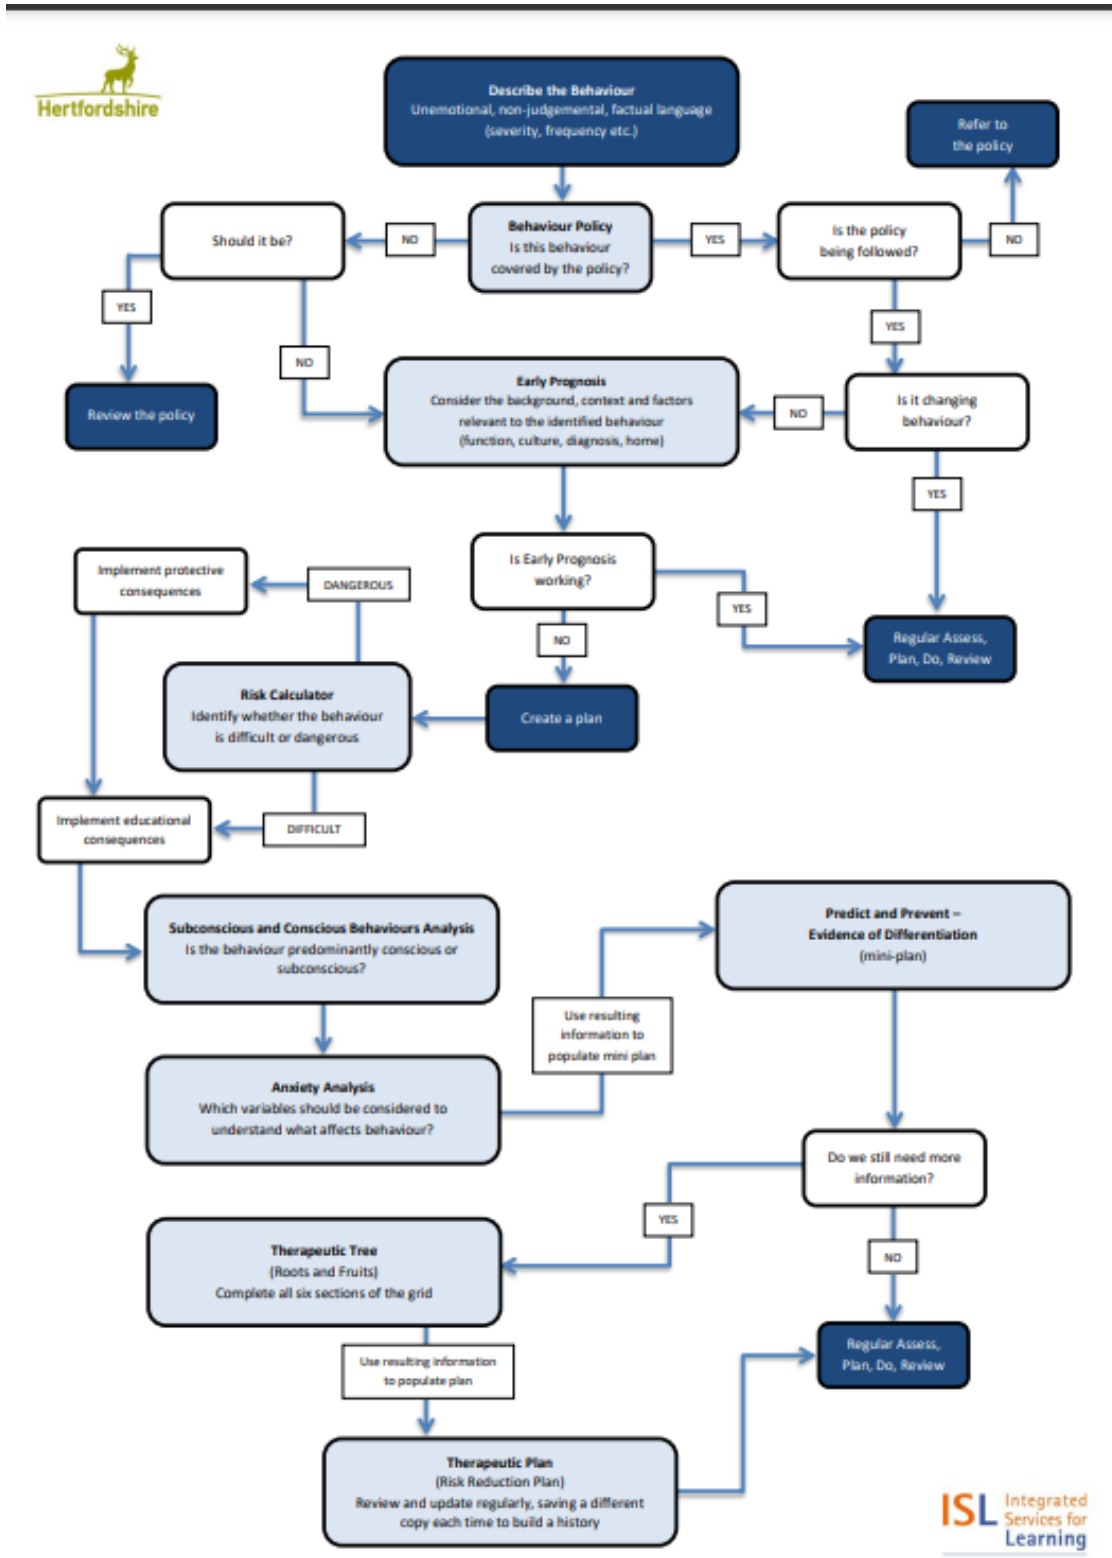 Hertfordshire
Describe the Behaviour
Unemotional, non-judgemental, factual language
(severity, frequency etc.)
Refer to
the policy
Should it be?
NO
Behaviour Policy
Is this behaviour
covered by the policy?
YES
Is the policy
being followed?
NO
YES
YES
NO
Review the policy
Early Prognosis
Consider the background, context and factors
relevant to the identified behaviour
(function, culture, diagnosis, home)
NO
Is it changing
behaviour?
YES
Implement protective
consequences
DANGEROUS
Is Early Prognosis
working?
YES
NO
Regular Assess,
Plan, Do, Review
Risk Calculator
Identify whether the behaviour
is difficult or dangerous
Create a plan
Implement educational
consequences
DIFFICULT
Subconscious and Conscious Behaviours Analysis
Is the behaviour predominantly conscious or
subconscious?
Predict and Prevent –
Evidence of Differentiation
(mini-plan)
Use resulting
information to
populate mini plan
Anxiety Analysis
Which variables should be considered to
understand what affects behaviour?
Do we still need more
information?
YES
NO
Therapeutic Tree
(Roots and Fruits)
Complete all six sections of the grid
Use resulting information
to populate plan
Regular Assess,
Plan, Do, Review
Therapeutic Plan
(Risk Reduction Plan)
Review and update regularly, saving a different
copy each time to build a history
ISL Integrated
Services for
Learning